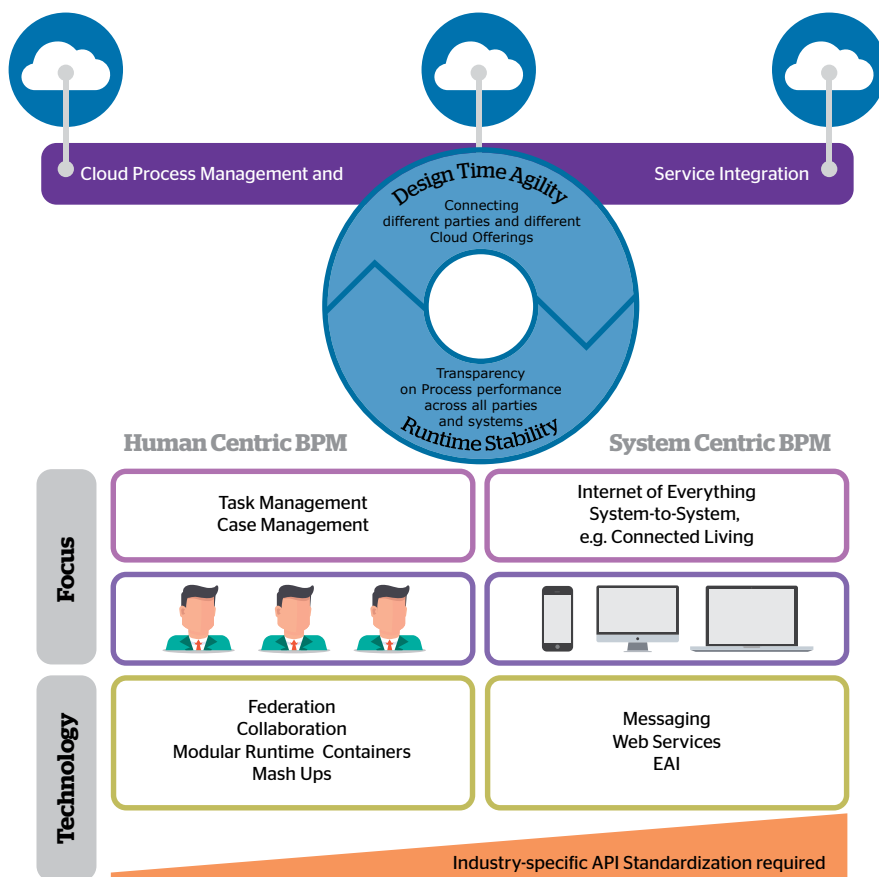 Cloud Process Management and
Service Integration
Design Time Agility
Connecting
different parties and different
Cloud Offerings
Transparency
on Process performance
across all parties
and systems
Runtime Stability
Human Centric BPM
System Centric BPM
Focus
Task Management
Case Management
Internet of Everything
System-to-System,
e.g. Connected Living
Technology
Federation
Collaboration
Modular Runtime Containers
Mash Ups
Messaging
Web Services
EAI
Industry-specific API Standardization required